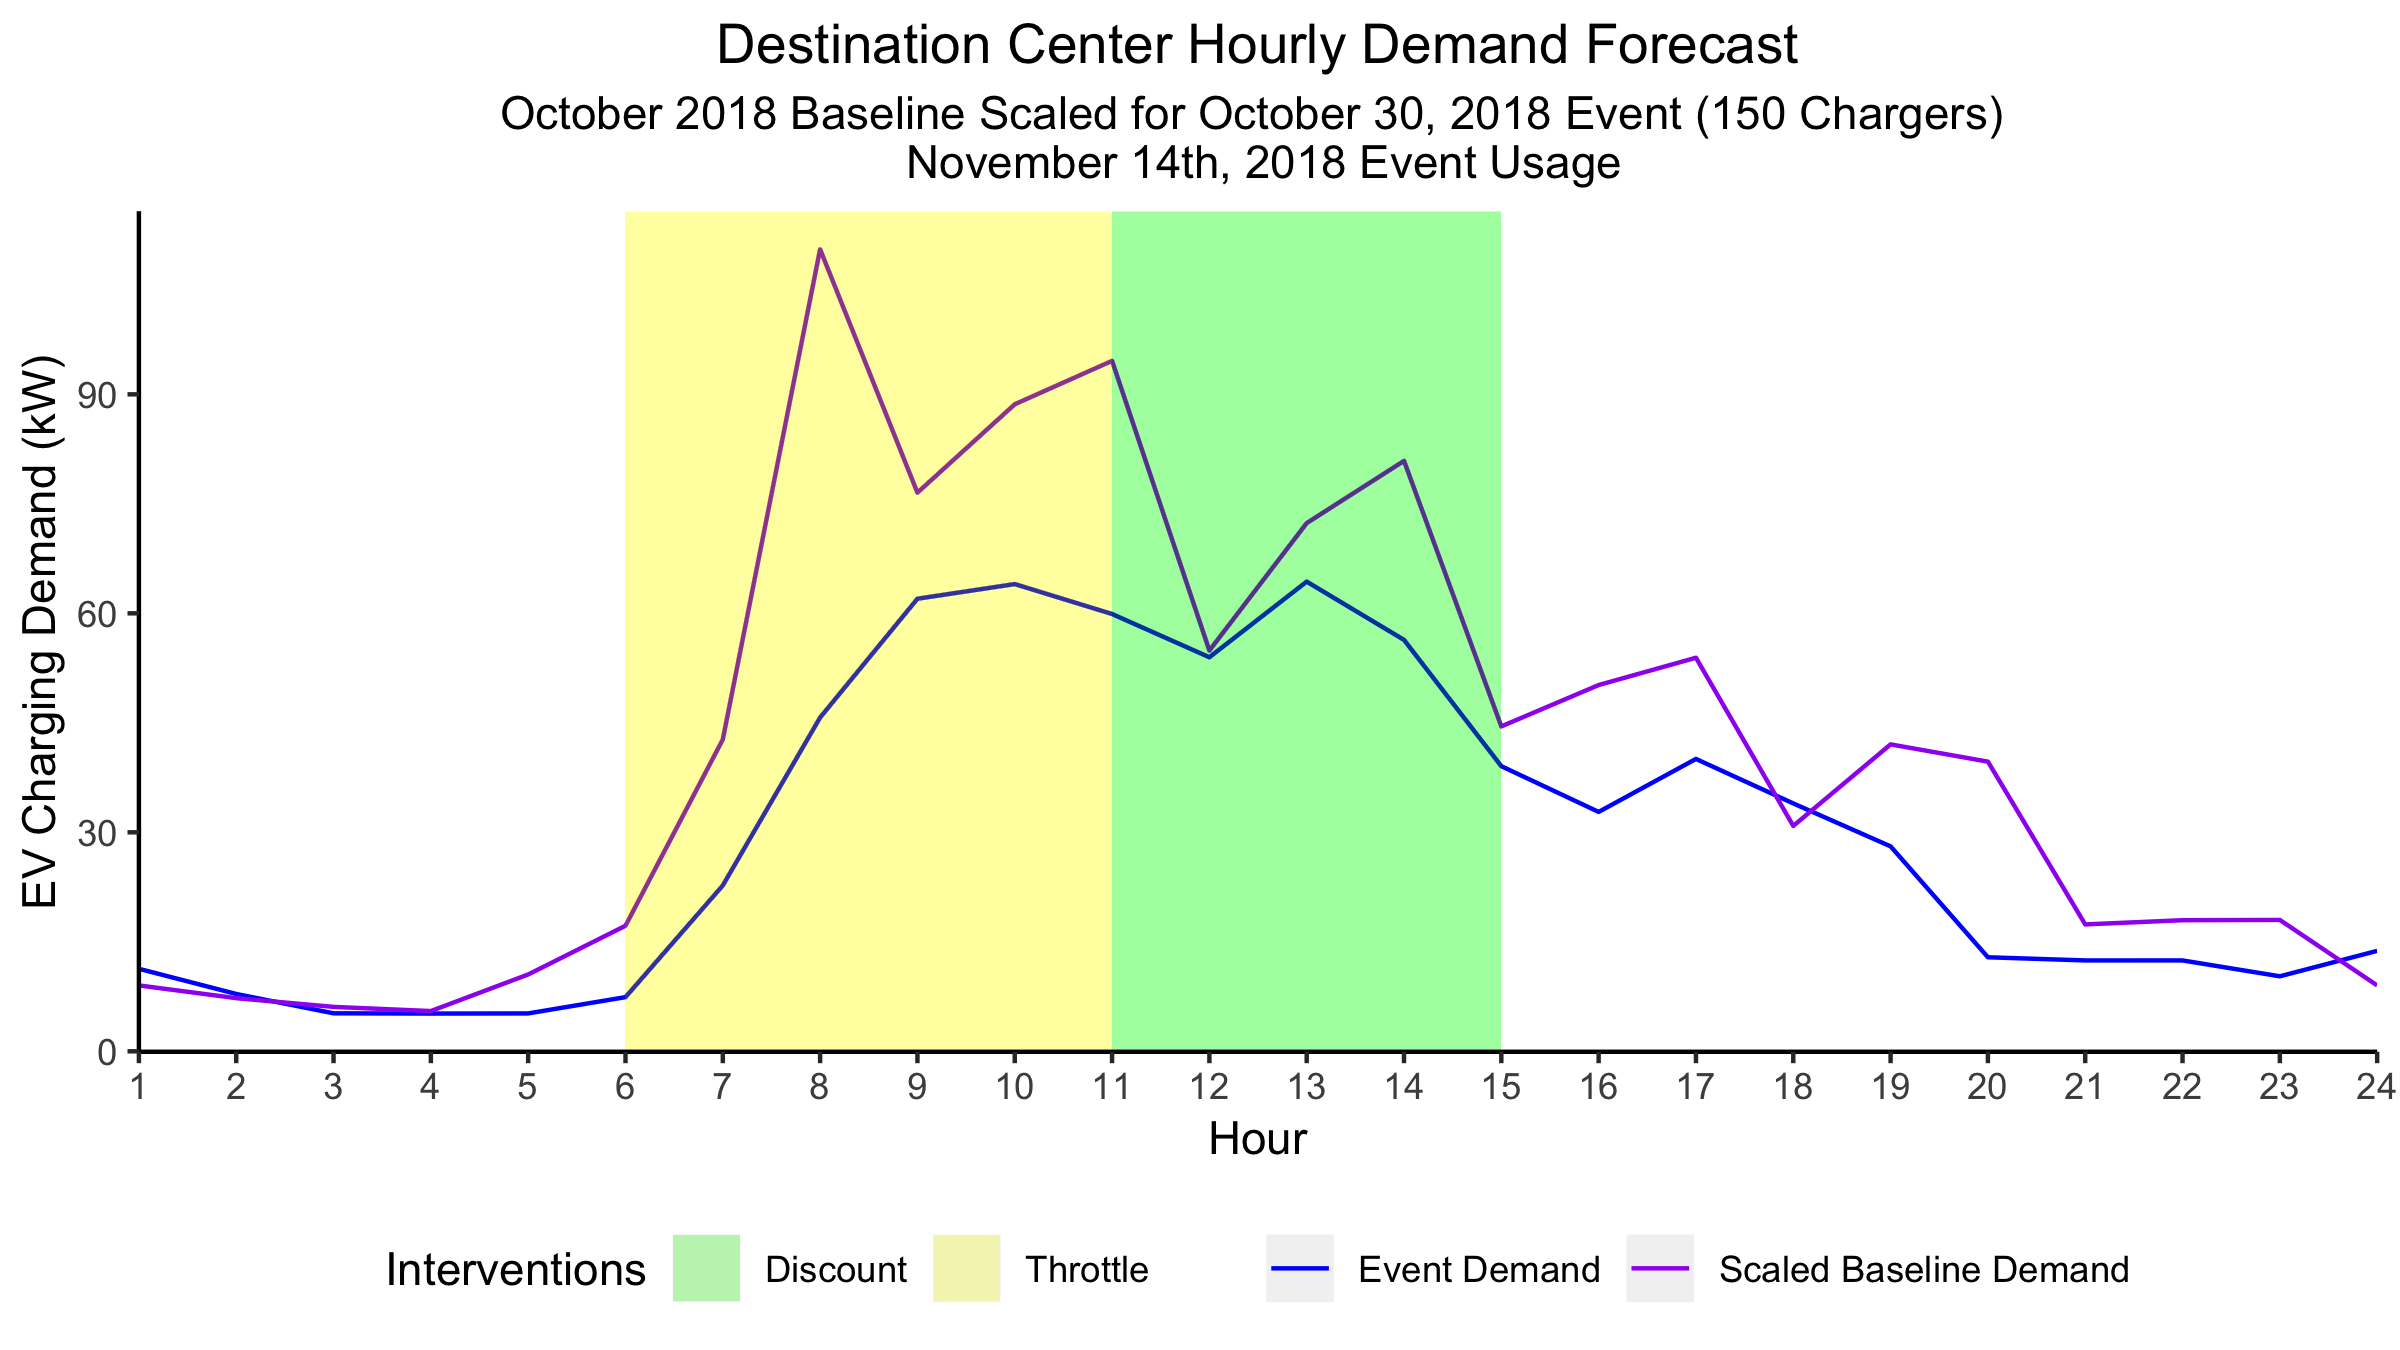 Destination Center Hourly Demand Forecast
October 2018 Baseline Scaled for October 30, 2018 Event (150 Chargers)
November 14th, 2018 Event Usage
EV Charging Demand (kW)
90
60
30
0
1 2 3 4 5 6 7 8 9 10 11 12 13 14 15 16 17 18 19 20 21 22 23 24
Hour
Interventions Discount Throttle Event Demand Scaled Baseline Demand